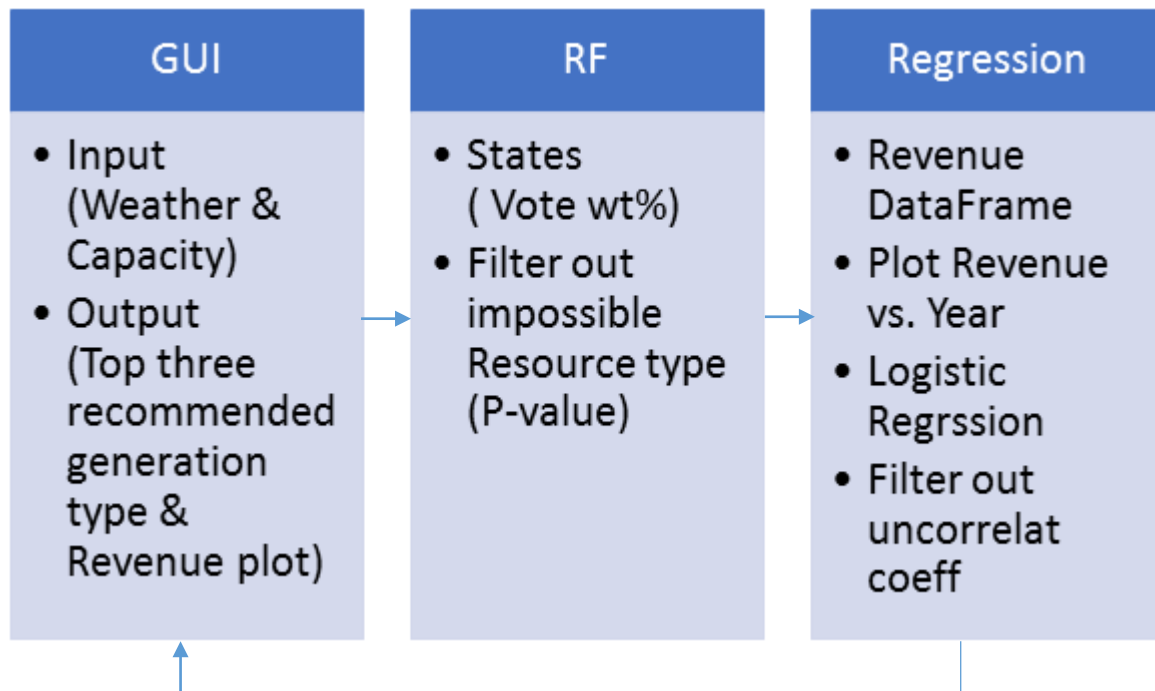 GUI
• Input
(Weather &
Capacity)
• Output
(Top three
recommended
generation
type &
Revenue plot)
RF
• States
( Vote wt%)
• Filter out
impossible
Resource type
(P-value)
Regression
• Revenue
DataFrame
• Plot Revenue
vs. Year
• Logistic
Regrssion
• Filter out
uncorrelat
coeff